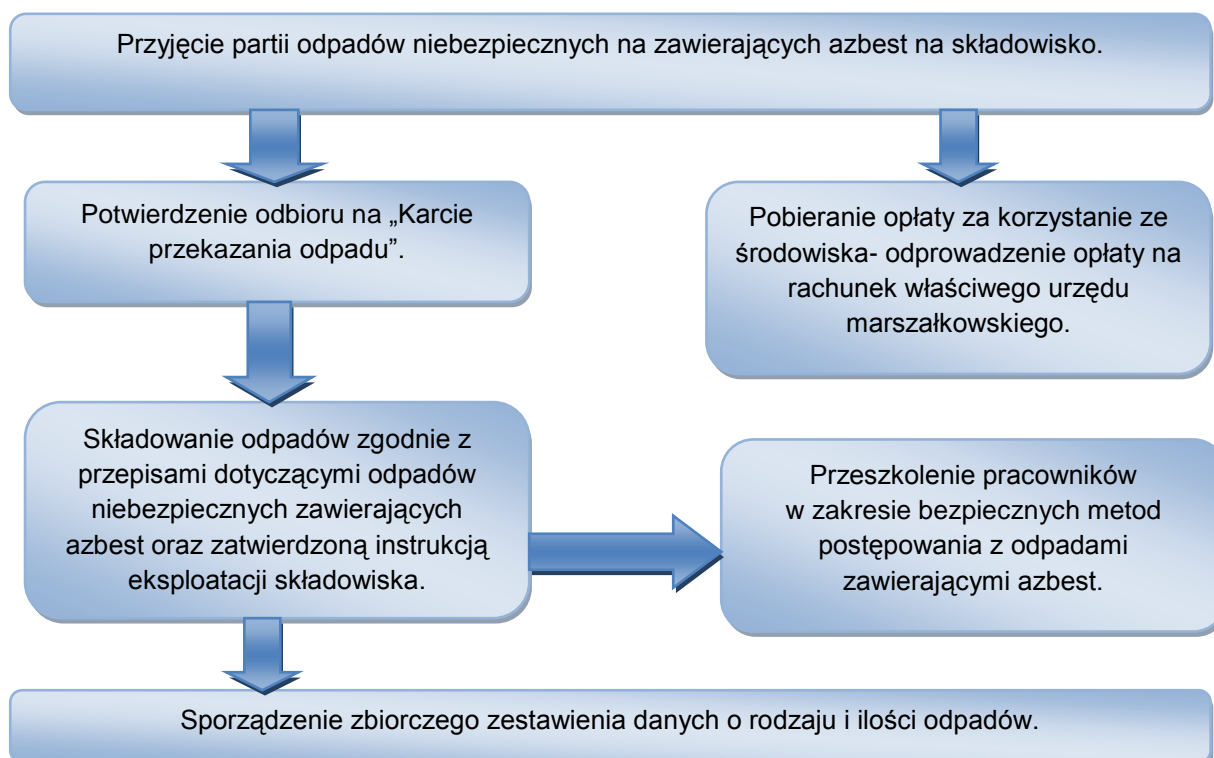 Przyjęcie partii odpadów niebezpiecznych na zawierających azbest na składowisko.
Potwierdzenie odbioru na „Karcie
przekazania odpadu”.
Pobieranie opłaty za korzystanie ze
środowiska- odprowadzenie opłaty na
rachunek właściwego urzędu
marszałkowskiego.
Składowanie odpadów zgodnie z
przepisami dotyczącymi odpadów
niebezpiecznych zawierających
azbest oraz zatwierdzoną instrukcją
eksploatacji składowiska.
Przeszkolenie pracowników
w zakresie bezpiecznych metod
postępowania z odpadami
zawierającymi azbest.
Sporządzenie zbiorczego zestawienia danych o rodzaju i ilości odpadów.